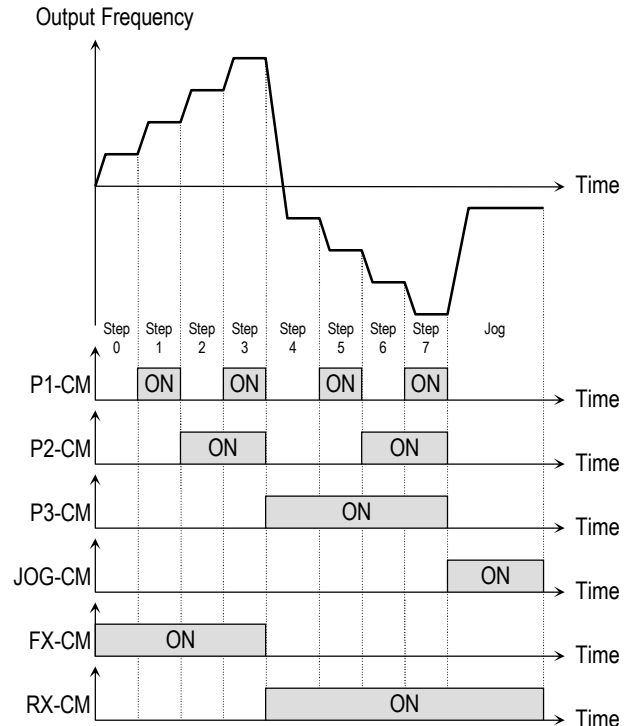 Output Frequency
Time
Step 0
Step 1
Step 2
Step 3
Step 4
Step 5
Step 6
Step 7
Jog
P1-CM
ON
ON
ON
ON
Time
P2-CM
ON
ON
Time
P3-CM
ON
Time
JOG-CM
ON
Time
FX-CM
ON
Time
RX-CM
ON
Time